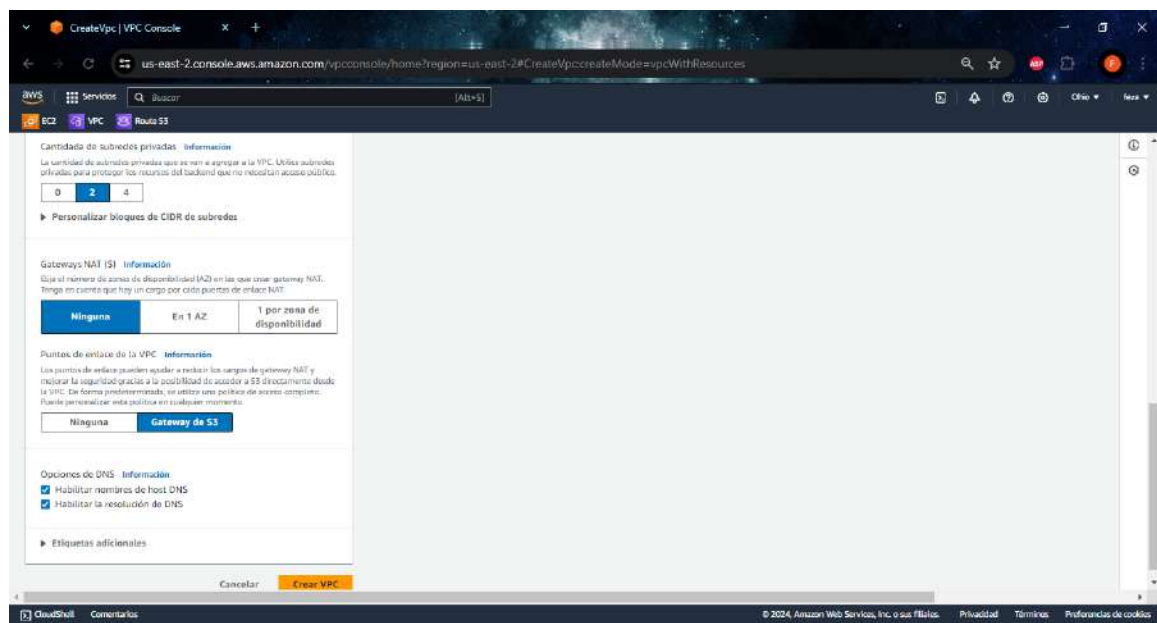 CreateVpc | VPC Console
us-east-2.console.aws.amazon.com/vpcconsole/home?region=us-east-2#CreateVpc:createMode=vpcWithResources
aws Servicios Buscar [Alt+S] Ohio
EC2 VPC Route 53
Cantidada de subredes privadas Información
La cantidad de subredes privadas que se van a agregar a la VPC. Utilice subredes
privadas para proteger los recursos del backend que no necesitan acceso público.
0 2 4
Personalizar bloques de CIDR de subredes
Gateways NAT ($) Información
Elija el número de zonas de disponibilidad (AZ) en las que crear gateway NAT.
Tenga en cuenta que hay un cargo por cada puertas de enlace NAT
Ninguna En 1 AZ 1 por zona de
disponibilidad
Puntos de enlace de la VPC Información
Los puntos de enlace pueden ayudar a reducir los cargos de gateway NAT y
mejorar la seguridad gracias a la posibilidad de acceder a S3 directamente desde
la VPC. De forma predeterminada, se utiliza una política de acceso completo.
Puede personalizar esta política en cualquier momento.
Ninguna Gateway de S3
Opciones de DNS Información
Habilitar nombres de host DNS
Habilitar la resolución de DNS
Etiquetas adicionales
Cancelar Crear VPC
CloudShell Comentarios © 2024, Amazon Web Services, Inc. o sus filiales. Privacidad Términos Preferencias de cookies